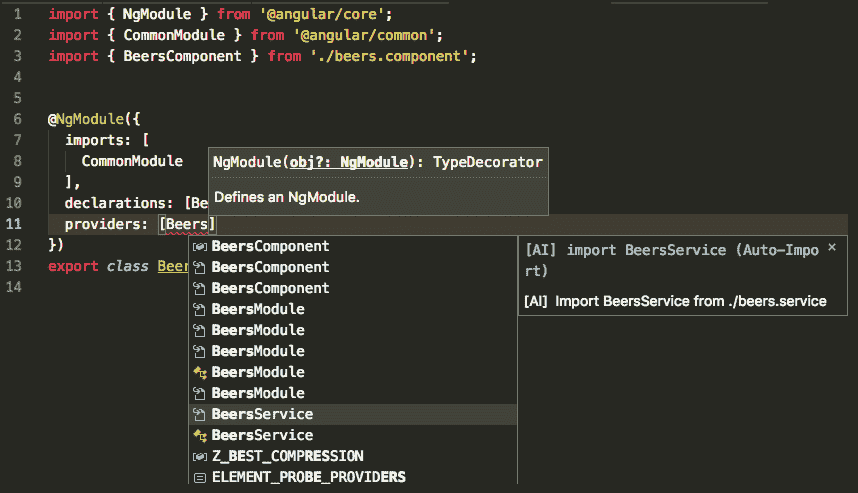 1 import { NgModule } from '@angular/core';
2 import { CommonModule } from '@angular/common';
3 import { BeersComponent } from './beers.component';
4
5
6 @NgModule({
7 imports: [
8 CommonModule
9 ],
10 declarations: [Be
11 providers: [Beers]
12 })
13 export class Beer
14
NgModule(obj?: NgModule): TypeDecorator
Defines an NgModule.
BeersComponent
BeersComponent
BeersComponent
BeersModule
BeersModule
BeersModule
BeersModule
BeersModule
BeersService
BeersService
Z_BEST_COMPRESSION
ELEMENT_PROBE_PROVIDERS
[AI] import BeersService (Auto-Impo
rt)
[AI] Import BeersService from ./beers.service